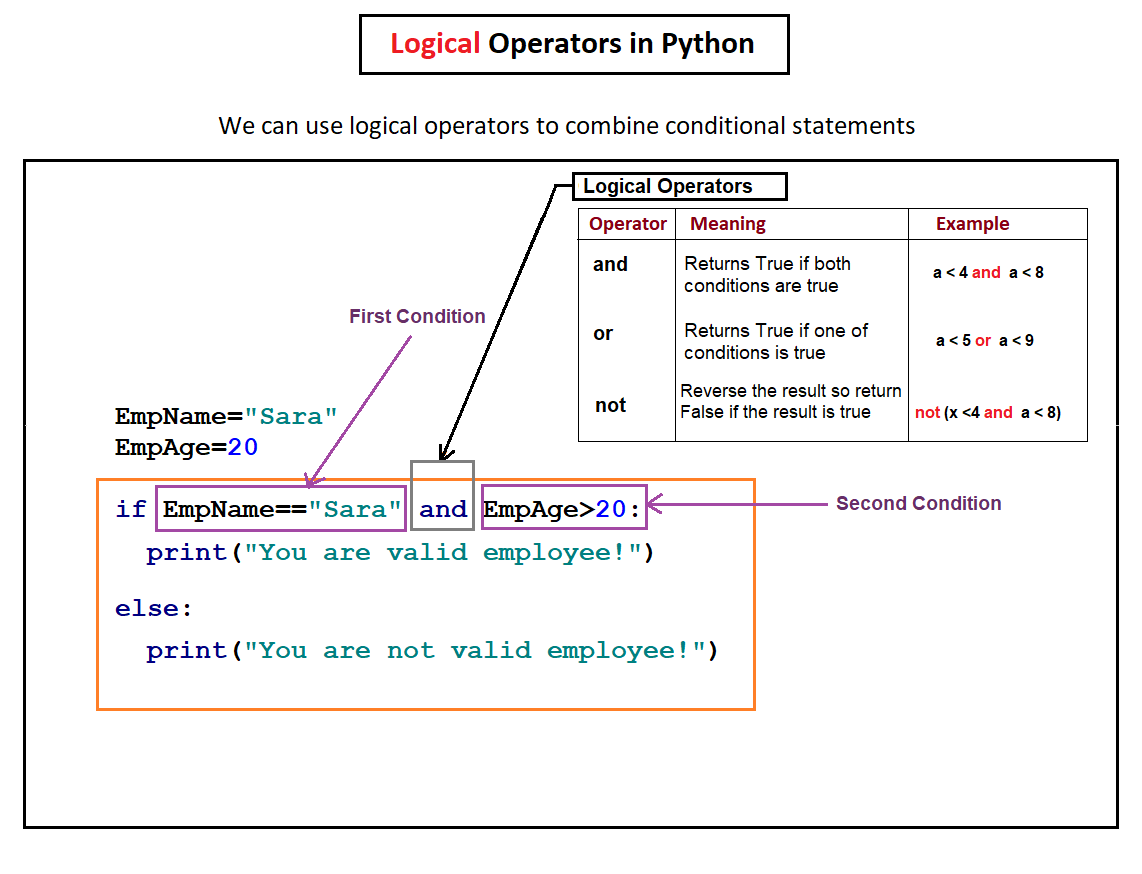 Logical Operators in Python
We can use logical operators to combine conditional statements
Logical Operators
Operator Meaning Example
and
Returns True if both
conditions are true
a < 4 and a < 8
or
Returns True if one of
conditions is true
a < 5 or a < 9
not
Reverse the result so return
False if the result is true
not (x <4 and a < 8)
First Condition
EmpName="Sara"
EmpAge=20
if EmpName=="Sara" and EmpAge>20:
Second Condition
print("You are valid employee!")
else:
print("You are not valid employee!")